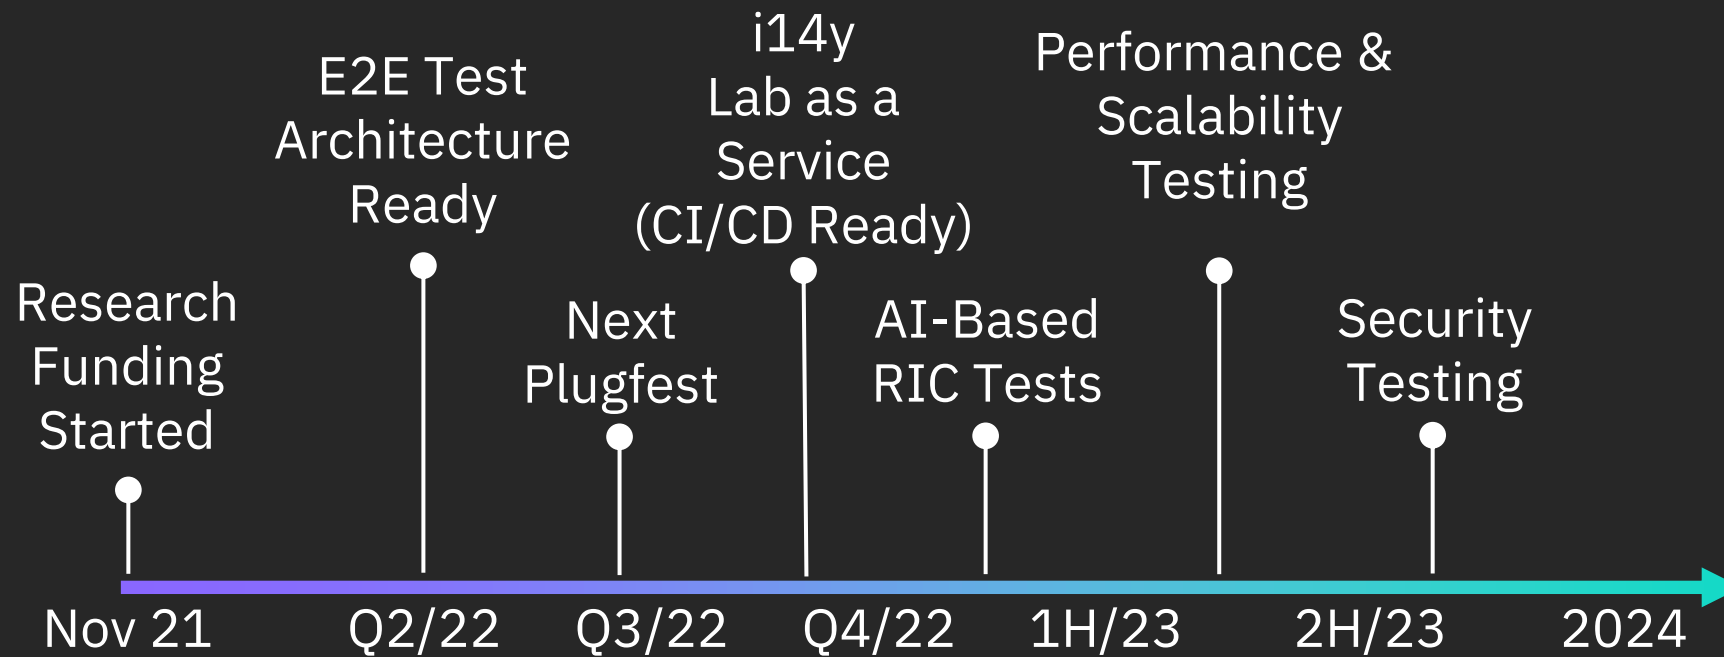 Research
Funding
Started
E2E Test
Architecture
Ready
Next
Plugfest
i14y
Lab as a
Service
(CI/CD Ready)
AI-Based
RIC Tests
Performance &
Scalability
Testing
Security
Testing
Nov 21
Q2/22
Q3/22
Q4/22
1H/23
2H/23
2024